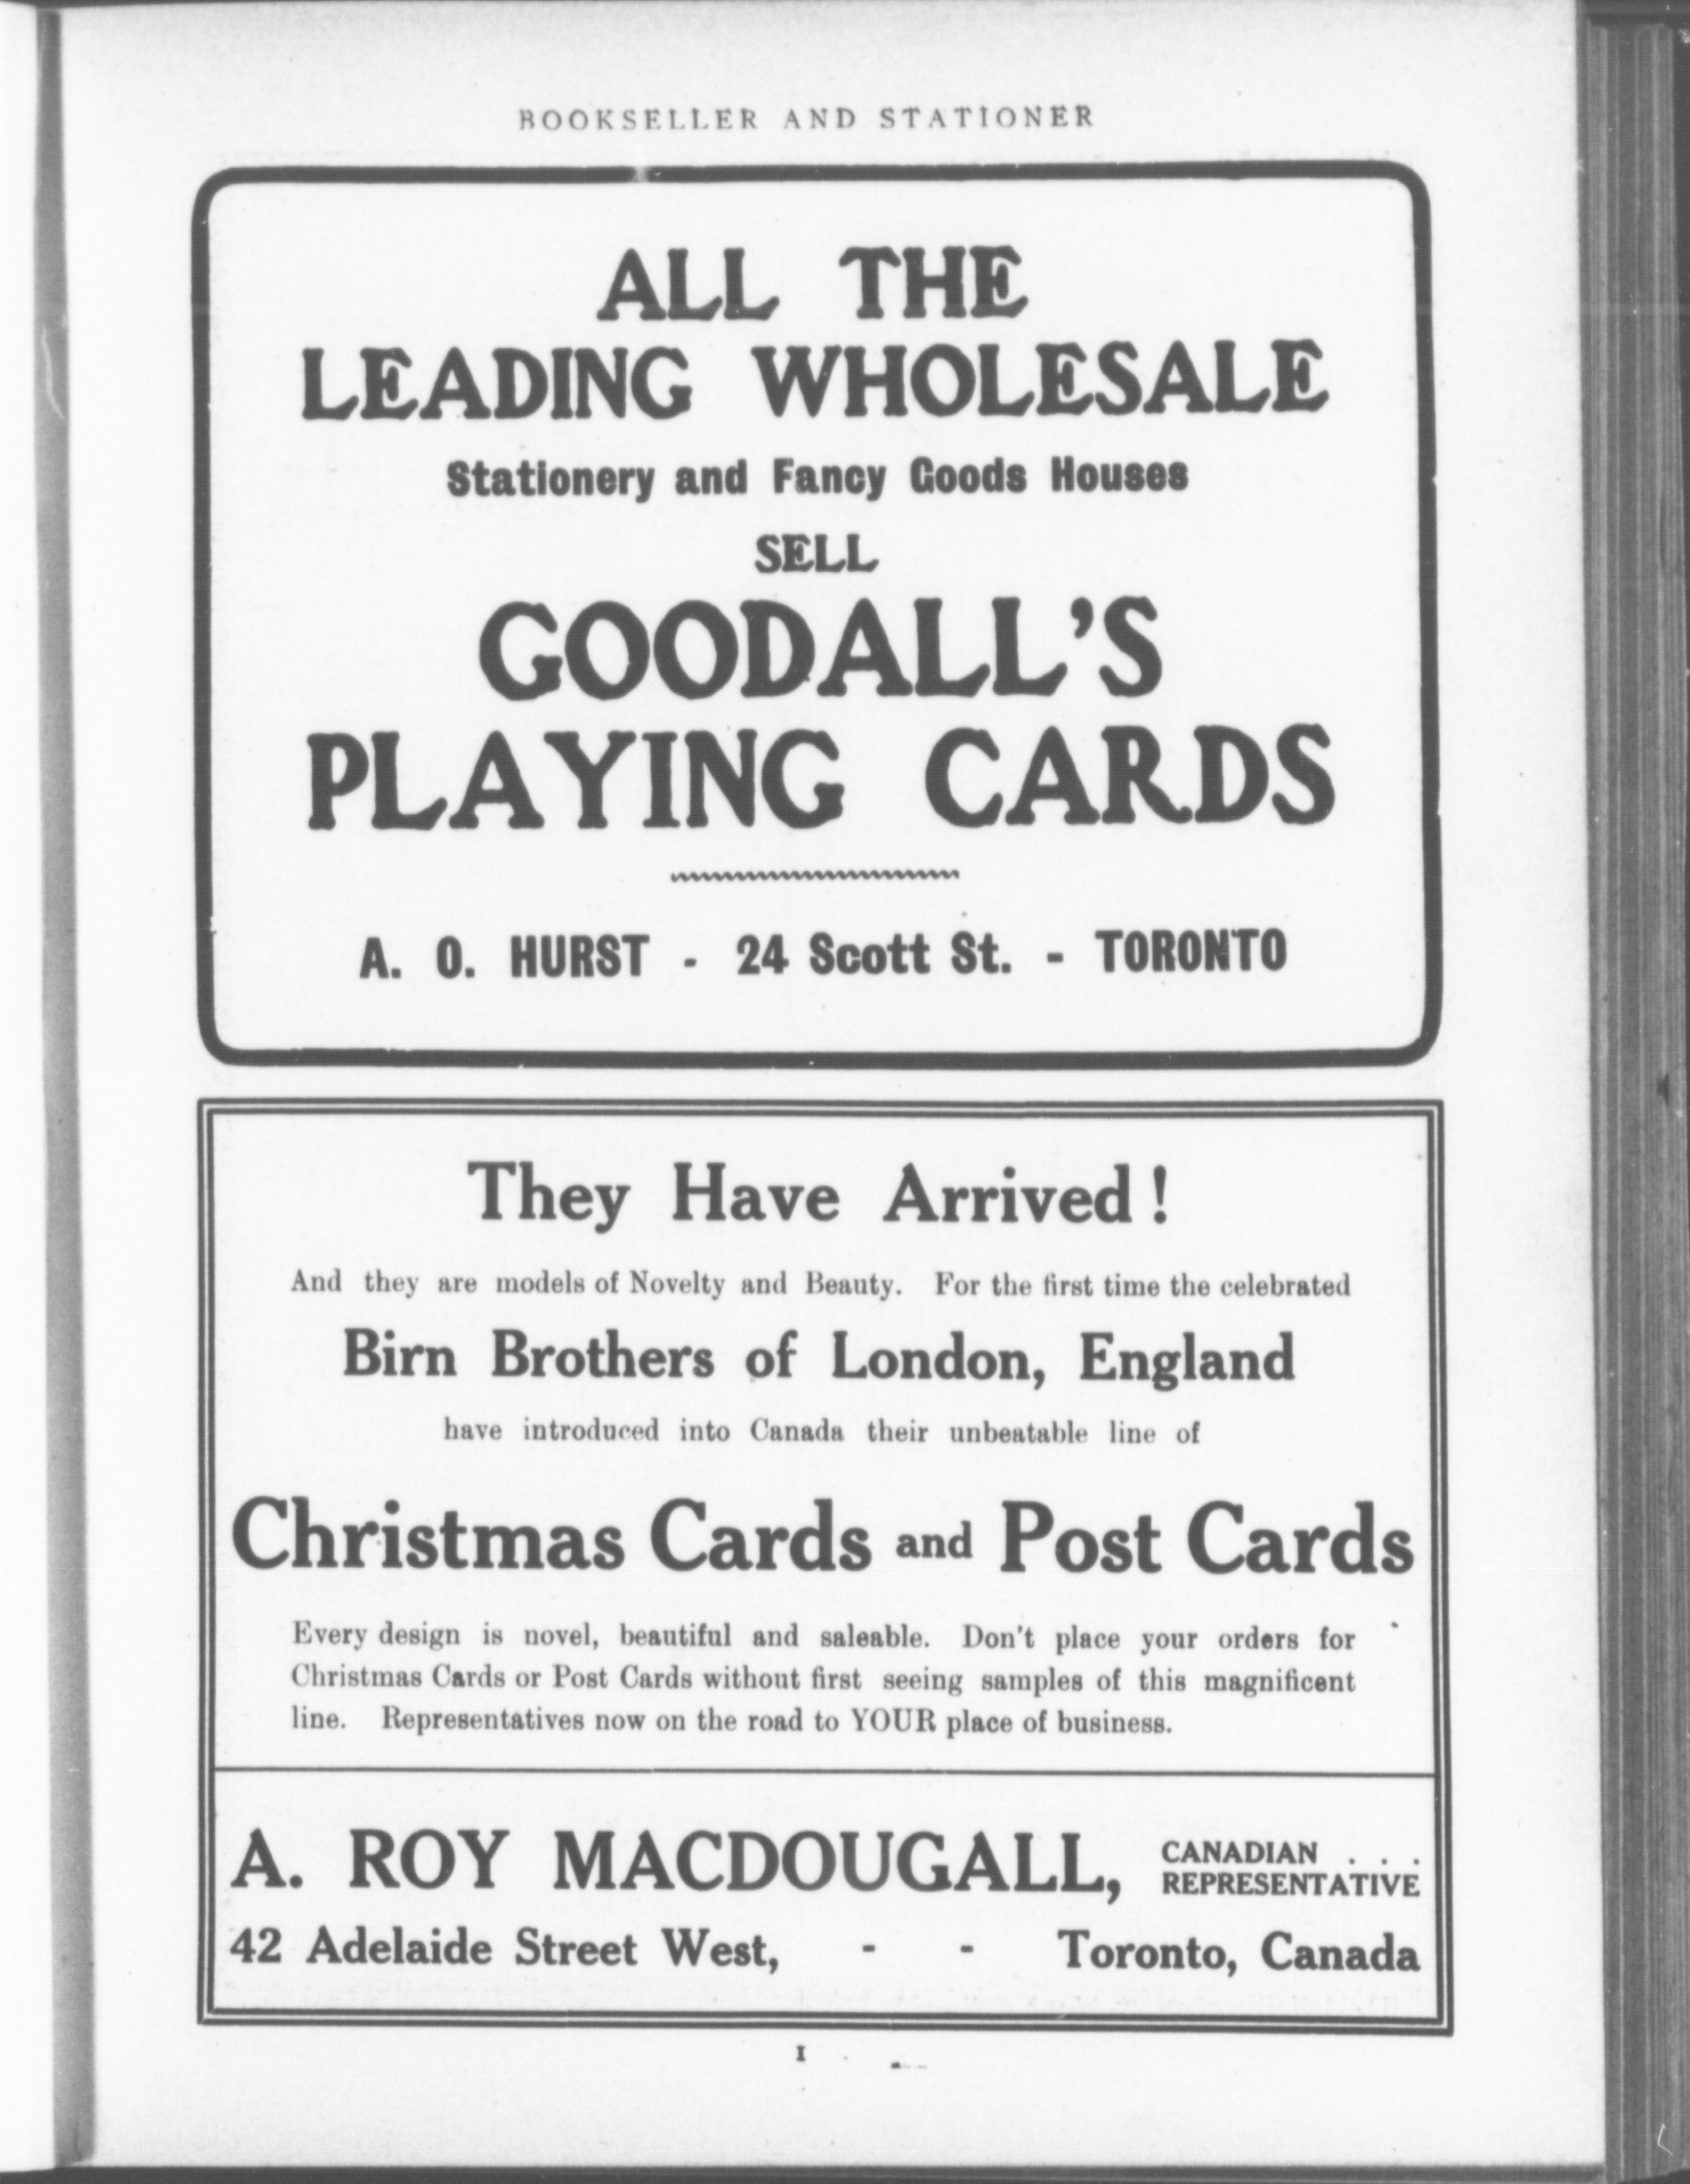 BOOKSELLER AND STATIONER
ALL THE
LEADING WHOLESALE
Stationery and Fancy Goods Houses
SELL
GOODALL'S
PLAYING CARDS
A. O. HURST - 24 Scott St. - TORONTO
They Have Arrived!
And they are models of Novelty and Beauty. For the first time the celebrated
Birn Brothers of London, England
have introduced into Canada their unbeatable line of
Christmas Cards and Post Cards
Every design is novel, beautiful and saleable. Don't place your orders for
Christmas Cards or Post Cards without first seeing samples of this magnificent
line. Representatives now on the road to YOUR place of business.
A. ROY MACDOUGALL, CANADIAN . . .
REPRESENTATIVE
42 Adelaide Street West, - - Toronto, Canada
1